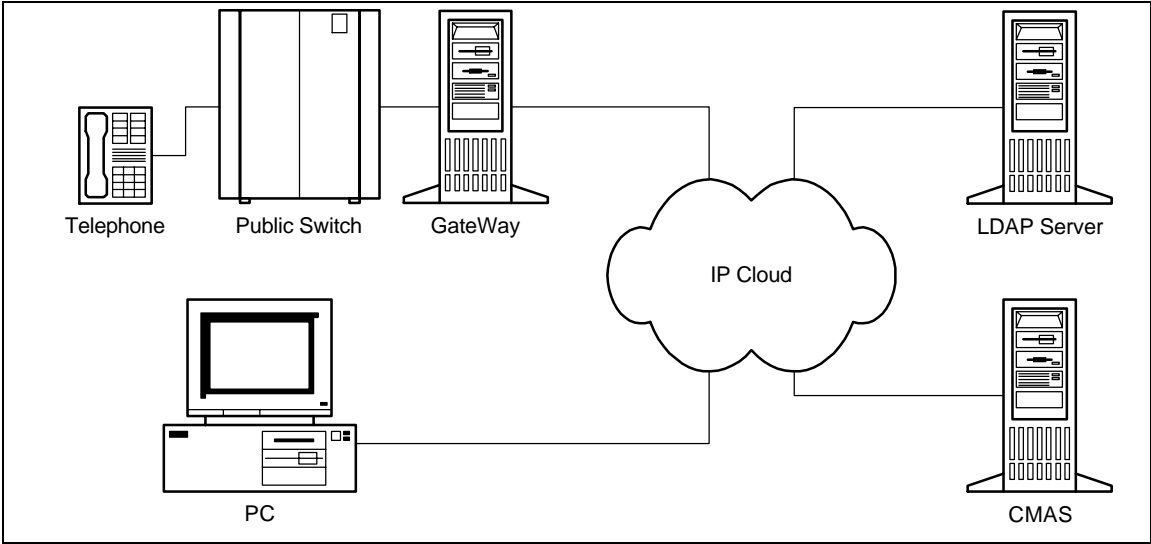 Telephone
Public Switch
GateWay
LDAP Server
IP Cloud
PC
CMAS